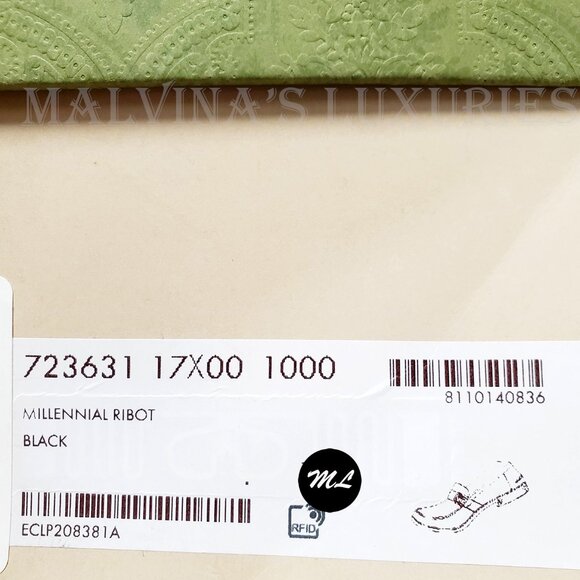 MALVINA'S LUXURIES
723631 17X00 1000
8110140836
MILLENNIAL RIBOT
BLACK
ML
ECLP208381A
RFID